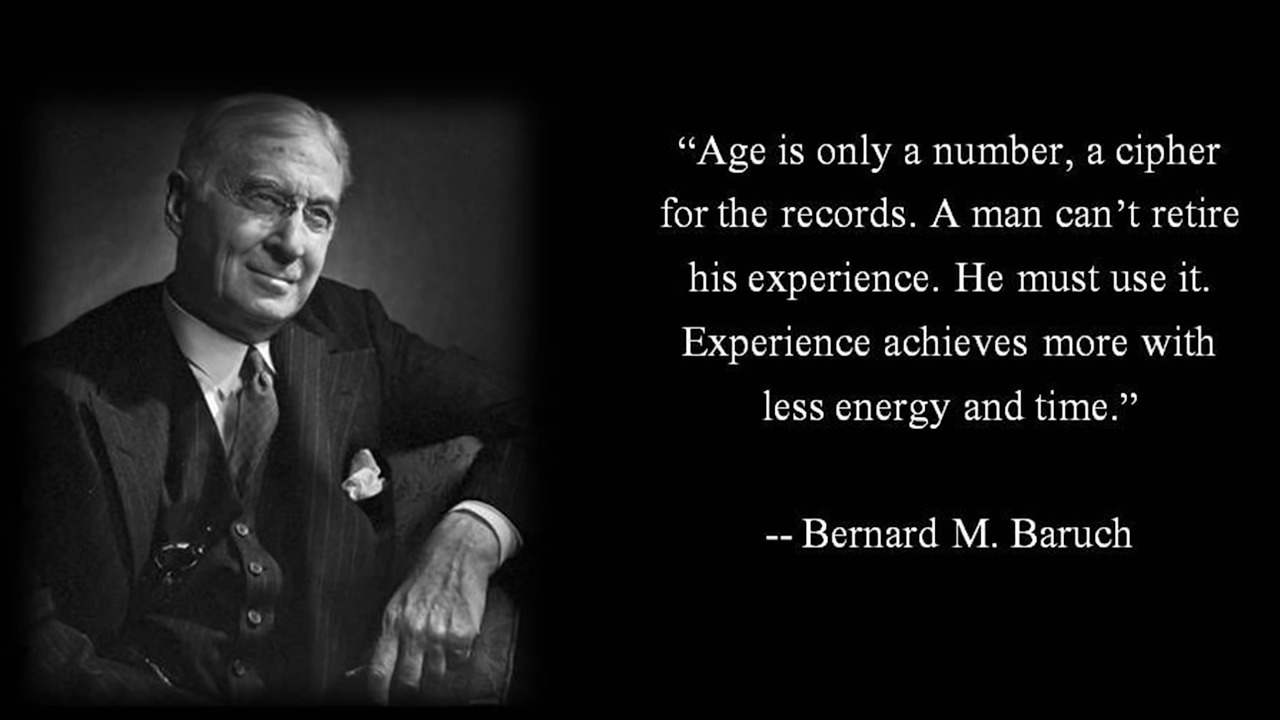 “Age is only a number, a cipher
for the records. A man can’t retire
his experience. He must use it.
Experience achieves more with
less energy and time.”
-- Bernard M. Baruch